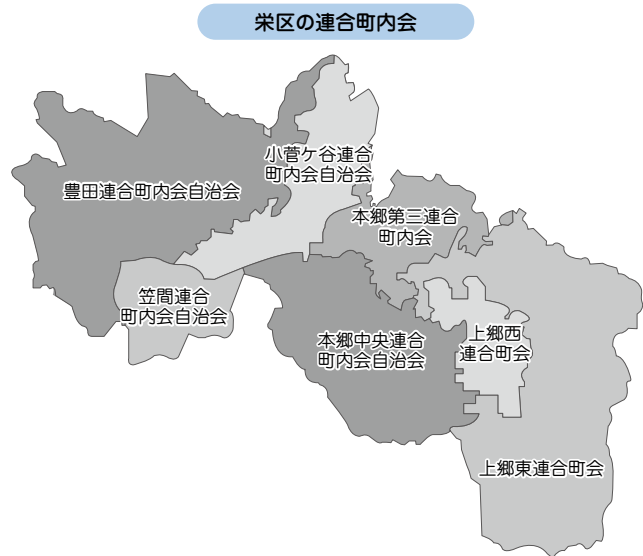 栄区の連合町内会
小菅ケ谷連合
町内会自治会
豊田連合町内会自治会
本郷第三連合
町内会
笠間連合
町内会自治会
本郷中央連合
町内会自治会
上郷西
連合町会
上郷東連合町会